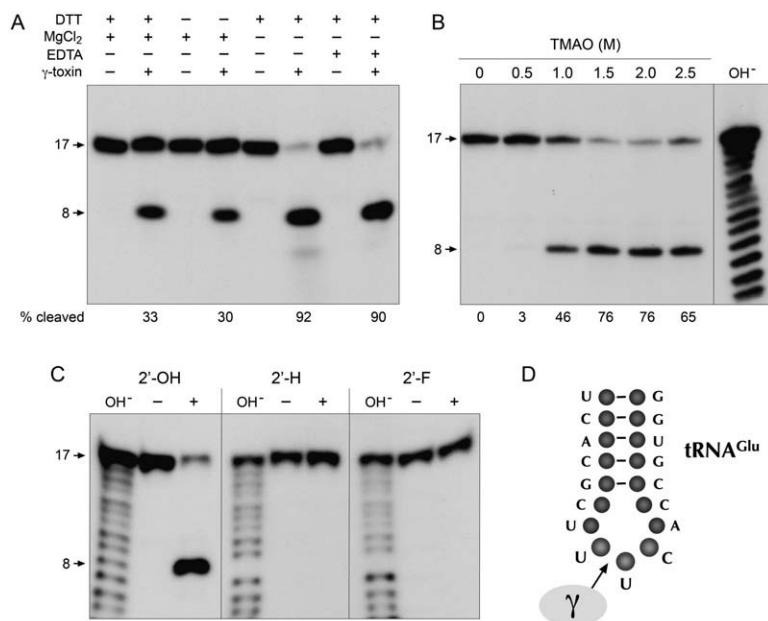 A
DTT + + – – + + + +
MgCl₂ + + + + – – – –
EDTA – – – – – – + +
γ-toxin – + – + – + – +
17
8
% cleaved 33 30 92 90
B
TMAO (M)
0 0.5 1.0 1.5 2.0 2.5 OH⁻
17
8
0 3 46 76 76 65
C
2'-OH 2'-H 2'-F
OH⁻ – + OH⁻ – + OH⁻ – +
17
8
D
U G
C G
A U
C G
G C
C C
U A
U C
U
tRNAGlu
γ